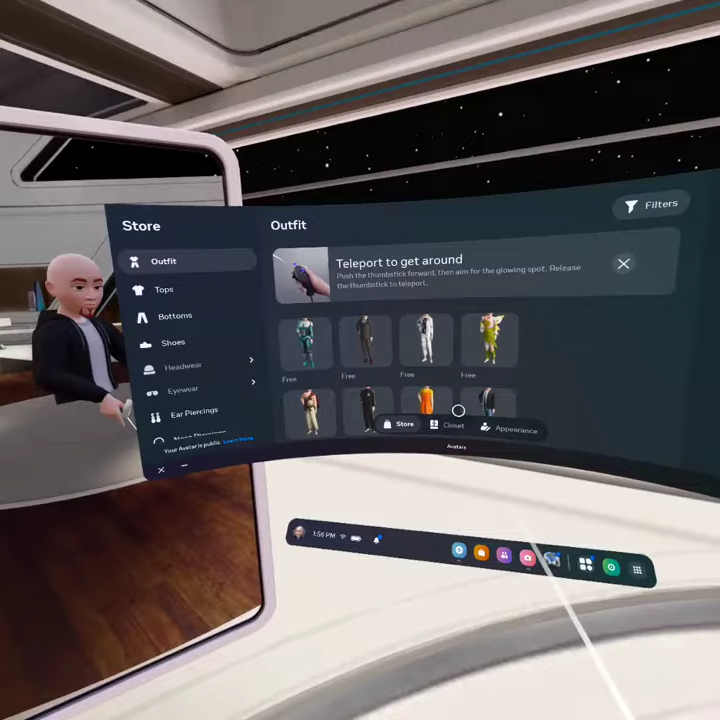 Store
Outfit
Filters
Outfit
Tops
Bottoms
Shoes
Headwear
Eyewear
Ear Piercings
Your Avatar is public. Learn More
Teleport to get around
Push the thumbstick forward, then aim for the glowing spot. Release
the thumbstick to teleport.
Free
Free
Free
Free
Store
Closet
Appearance
Avatars
1:56 PM